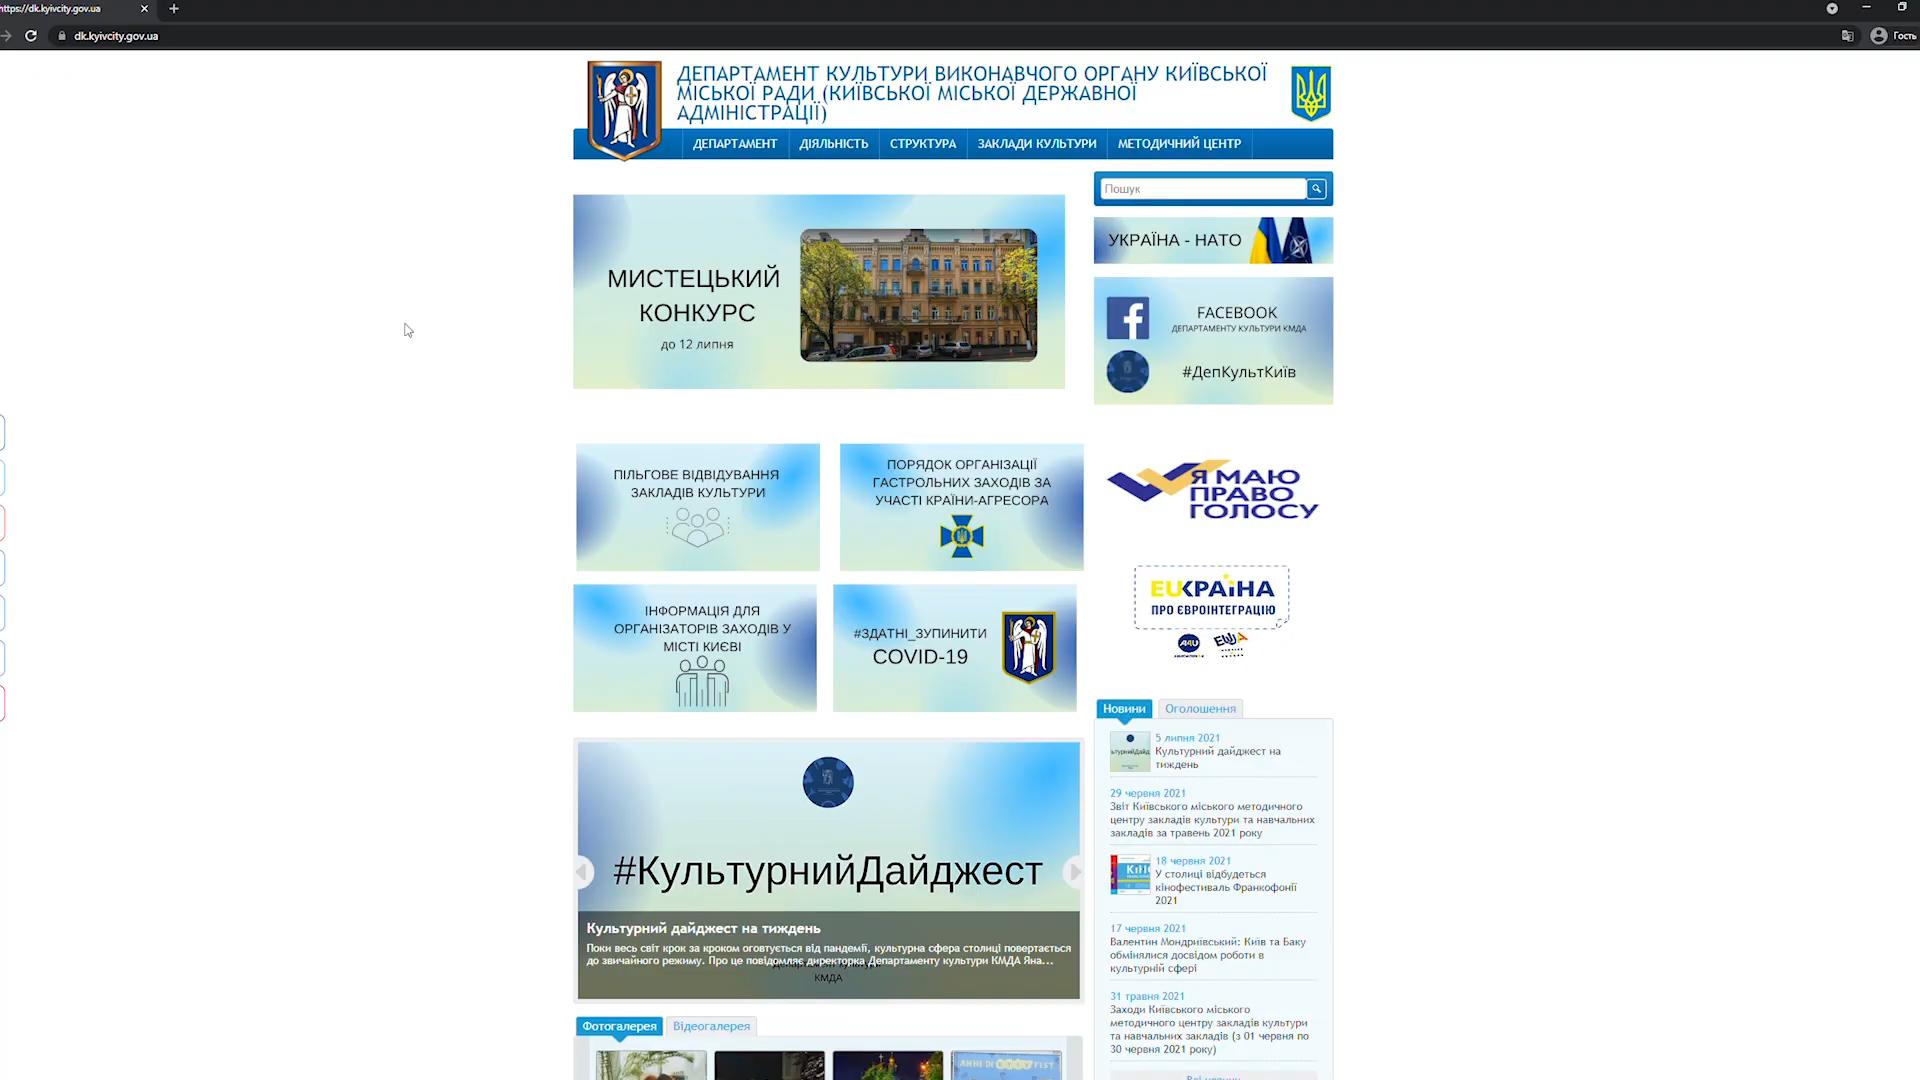 https://dk.kyivcity.gov.ua
dk.kyivcity.gov.ua
Гость
ДЕПАРТАМЕНТ КУЛЬТУРИ ВИКОНАВЧОГО ОРГАНУ КИЇВСЬКОЇ
МІСЬКОЇ РАДИ (КИЇВСЬКОЇ МІСЬКОЇ ДЕРЖАВНОЇ
АДМІНІСТРАЦІЇ)
ДЕПАРТАМЕНТ
ДІЯЛЬНІСТЬ
СТРУКТУРА
ЗАКЛАДИ КУЛЬТУРИ
МЕТОДИЧНИЙ ЦЕНТР
Пошук
МИСТЕЦЬКИЙ
КОНКУРС
до 12 липня
УКРАЇНА - НАТО
FACEBOOK
ДЕПАРТАМЕНТУ КУЛЬТУРИ КМДА
#ДепКультКиїв
ПІЛЬГОВЕ ВІДВІДУВАННЯ
ЗАКЛАДІВ КУЛЬТУРИ
ПОРЯДОК ОРГАНІЗАЦІЇ
ГАСТРОЛЬНИХ ЗАХОДІВ ЗА
УЧАСТІ КРАЇНИ-АГРЕСОРА
Я МАЮ
ПРАВО
ГОЛОСУ
ІНФОРМАЦІЯ ДЛЯ
ОРГАНІЗАТОРІВ ЗАХОДІВ У
МІСТІ КИЄВІ
#ЗДАТНІ_ЗУПИНИТИ
COVID-19
EUКРАЇНА
ПРО ЄВРОІНТЕГРАЦІЮ
#КультурнийДайджест
Культурний дайджест на тиждень
Поки весь світ крок за кроком оговтується від пандемії, культурна сфера столиці повертається
до звичайного режиму. Про це повідомляє директорка Департаменту культури КМДА Яна...
КМДА
Фотогалерея
Відеогалерея
ANNI DI CITY FEST
Новини
Оголошення
5 липня 2021
Культурний дайджест на
тиждень
29 червня 2021
Звіт Київського міського методичного
центру закладів культури та навчальних
закладів за травень 2021 року
18 червня 2021
У столиці відбудеться
кінофестиваль Франкофонії
2021
17 червня 2021
Валентин Мондриївський: Київ та Баку
обмінялися досвідом роботи в
культурній сфері
31 травня 2021
Заходи Київського міського
методичного центру закладів культури
та навчальних закладів (з 01 червня по
30 червня 2021 року)